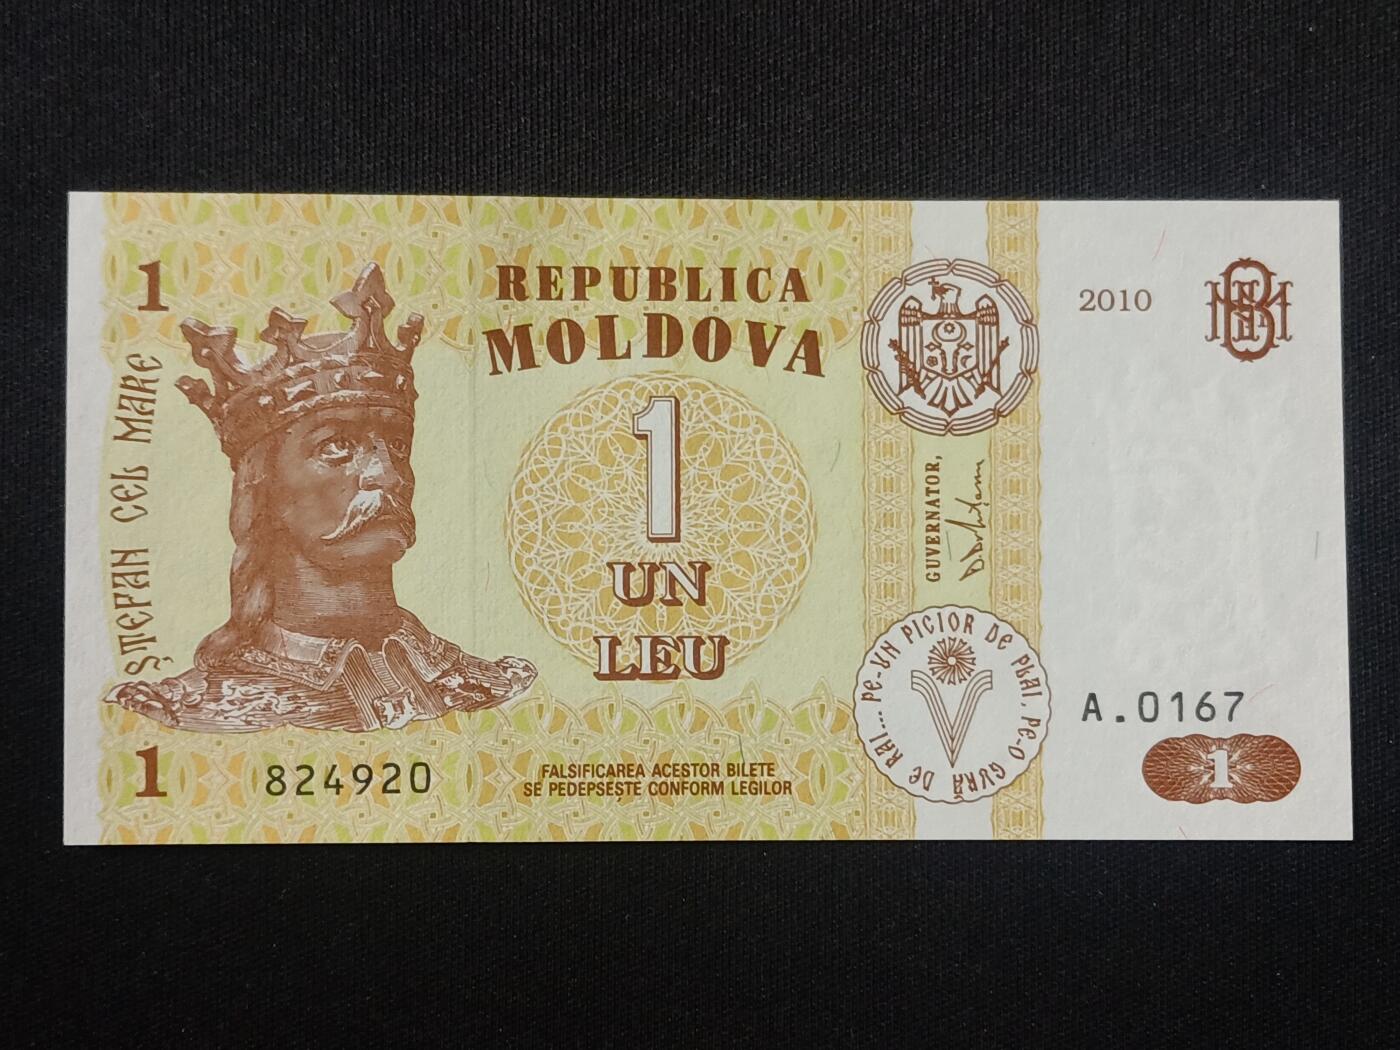 1
REPUBLICA
MOLDOVA
2010
BNM
ȘTEFAN CEL MARE
1
UN
LEU
GUVERNATOR,
PE-UN PICIOR DE PLAI, PE-O GURĂ DE RAI...
A.0167
1
1
824920
FALSIFICAREA ACESTOR BILETE
SE PEDEPSEȘTE CONFORM LEGILOR